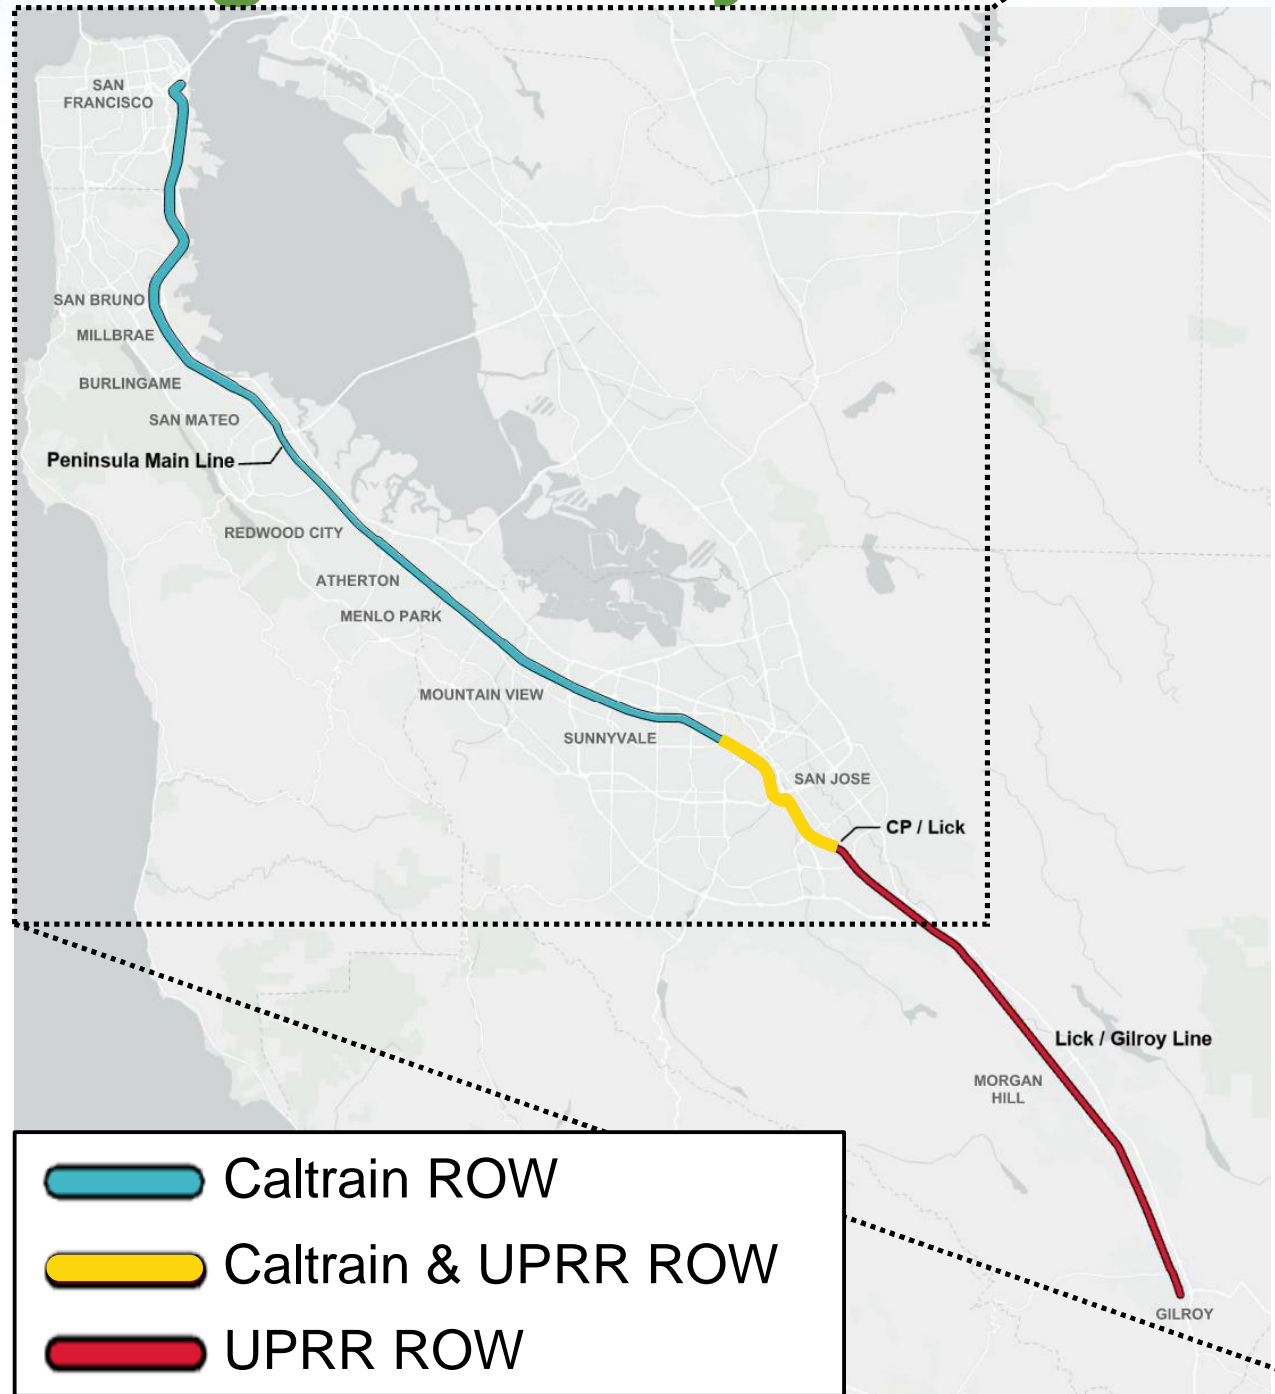 SAN
FRANCISCO
SAN BRUNO
MILLBRAE
BURLINGAME
SAN MATEO
Peninsula Main Line
REDWOOD CITY
ATHERTON
MENLO PARK
MOUNTAIN VIEW
SUNNYVALE
SAN JOSE
CP / Lick
Lick / Gilroy Line
MORGAN
HILL
GILROY
Caltrain ROW
Caltrain & UPRR ROW
UPRR ROW